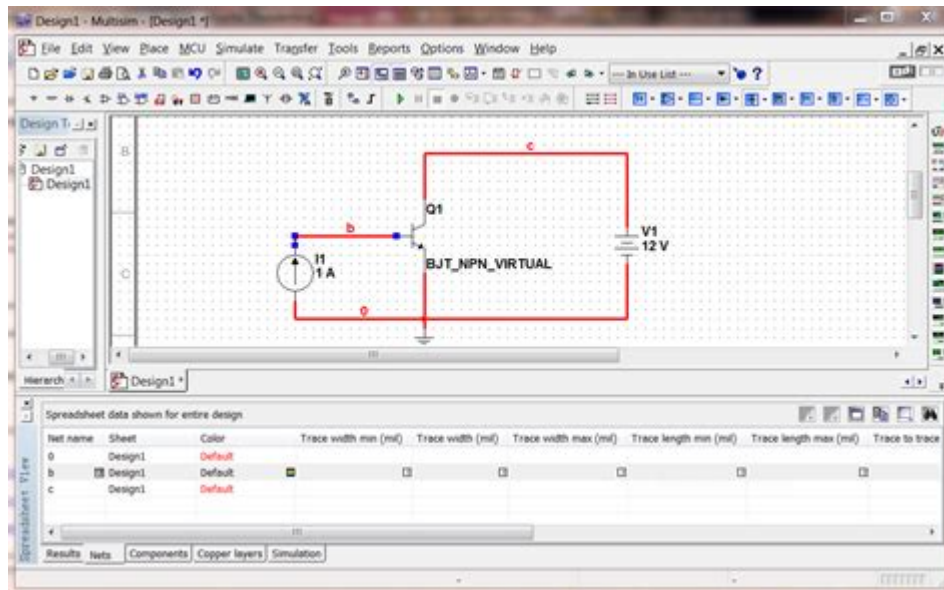 Design1 - Multisim - [Design1 *]
File Edit View Place MCU Simulate Transfer Tools Reports Options Window Help
--- In Use List ---
Design T
B
c
Design1
Design1
Q1
b
V1
12 V
I1
1 A
BJT_NPN_VIRTUAL
C
0
Hierarch
Design1 *
Spreadsheet data shown for entire design
Net name Sheet Color Trace width min (mil) Trace width (mil) Trace width max (mil) Trace length min (mil) Trace length max (mil) Trace to trace
0 Design1 Default
b Design1 Default
c Design1 Default
Spreadsheet View
Results Nets Components Copper layers Simulation